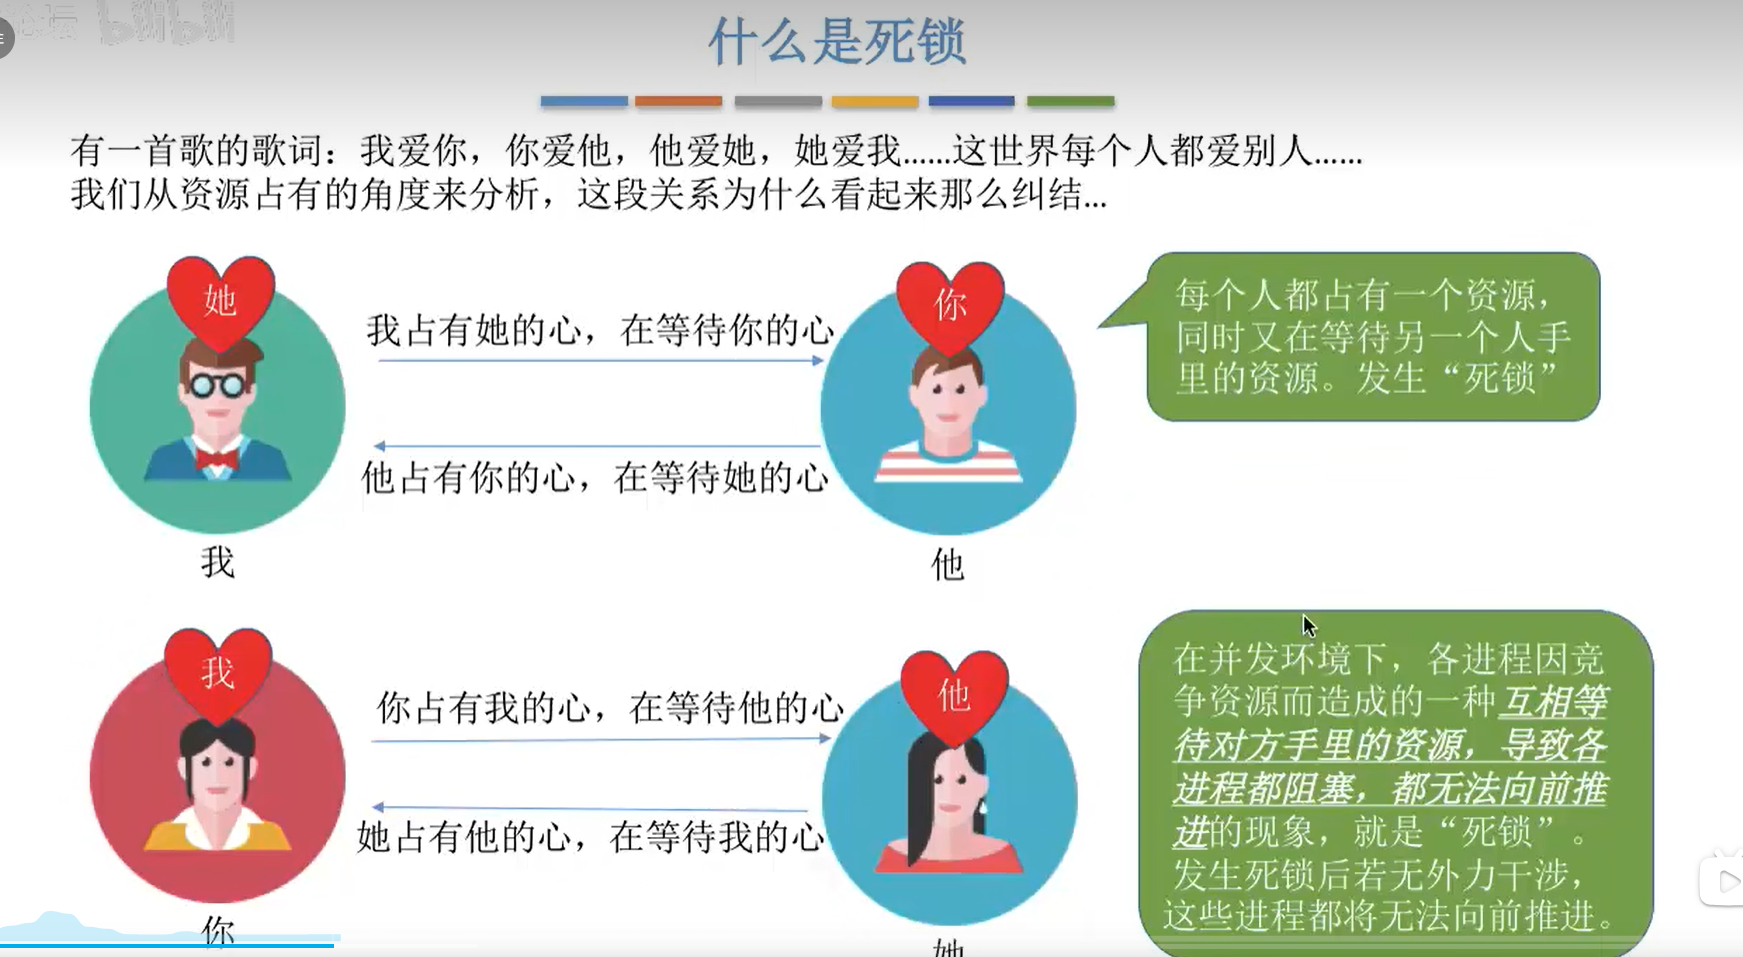 bilibili
什么是死锁
有一首歌的歌词：我爱你，你爱他，他爱她，她爱我......这世界每个人都爱别人......
我们从资源占有的角度来分析，这段关系为什么看起来那么纠结...
她
我占有她的心，在等待你的心
你
他占有你的心，在等待她的心
我
他
每个人都占有一个资源，
同时又在等待另一个人手
里的资源。发生“死锁”
我
你占有我的心，在等待他的心
他
她占有他的心，在等待我的心
你
她
在并发环境下，各进程因竞
争资源而造成的一种互相等
待对方手里的资源，导致各
进程都阻塞，都无法向前推
进的现象，就是“死锁”。
发生死锁后若无外力干涉，
这些进程都将无法向前推进。